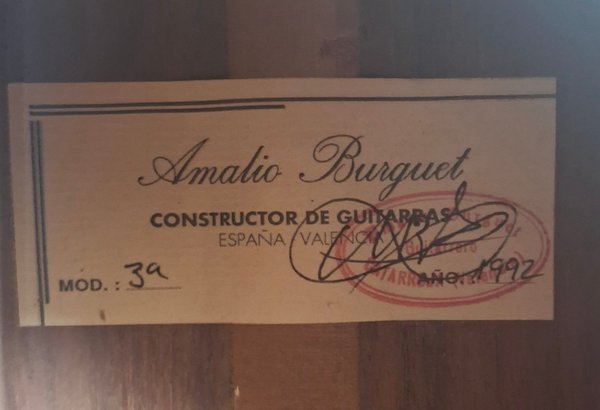 Amalio Burguet
CONSTRUCTOR DE GUITARRAS
ESPAÑA VALENCIA
MOD. : 3a
AÑO. 1992